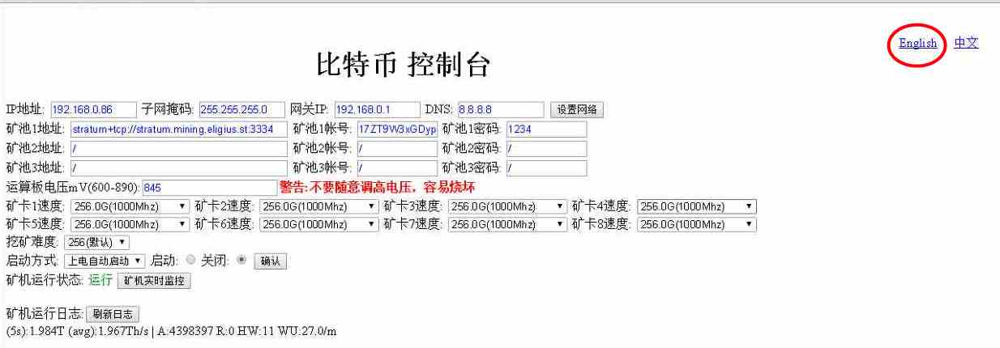 English 中文
比特币 控制台
IP地址: 192.168.0.86 子网掩码: 255.255.255.0 网关IP: 192.168.0.1 DNS: 8.8.8.8 设置网络
矿池1地址: stratum+tcp://stratum.mining.eligius.st:3334 矿池1帐号: 17ZT9W3xGDyp 矿池1密码: 1234
矿池2地址: / 矿池2帐号: / 矿池2密码: /
矿池3地址: / 矿池3帐号: / 矿池3密码: /
运算板电压mV(600-890): 845 警告:不要随意调高电压，容易烧坏
矿卡1速度: 256.0G(1000Mhz) 矿卡2速度: 256.0G(1000Mhz) 矿卡3速度: 256.0G(1000Mhz) 矿卡4速度: 256.0G(1000Mhz)
矿卡5速度: 256.0G(1000Mhz) 矿卡6速度: 256.0G(1000Mhz) 矿卡7速度: 256.0G(1000Mhz) 矿卡8速度: 256.0G(1000Mhz)
挖矿难度: 256(默认)
启动方式: 上电自动启动 启动: 关闭: 确认
矿机运行状态: 运行 矿机实时监控
矿机运行日志: 刷新日志
(5s):1.984T (avg):1.967Th/s | A:4398397 R:0 HW:11 WU:27.0/m